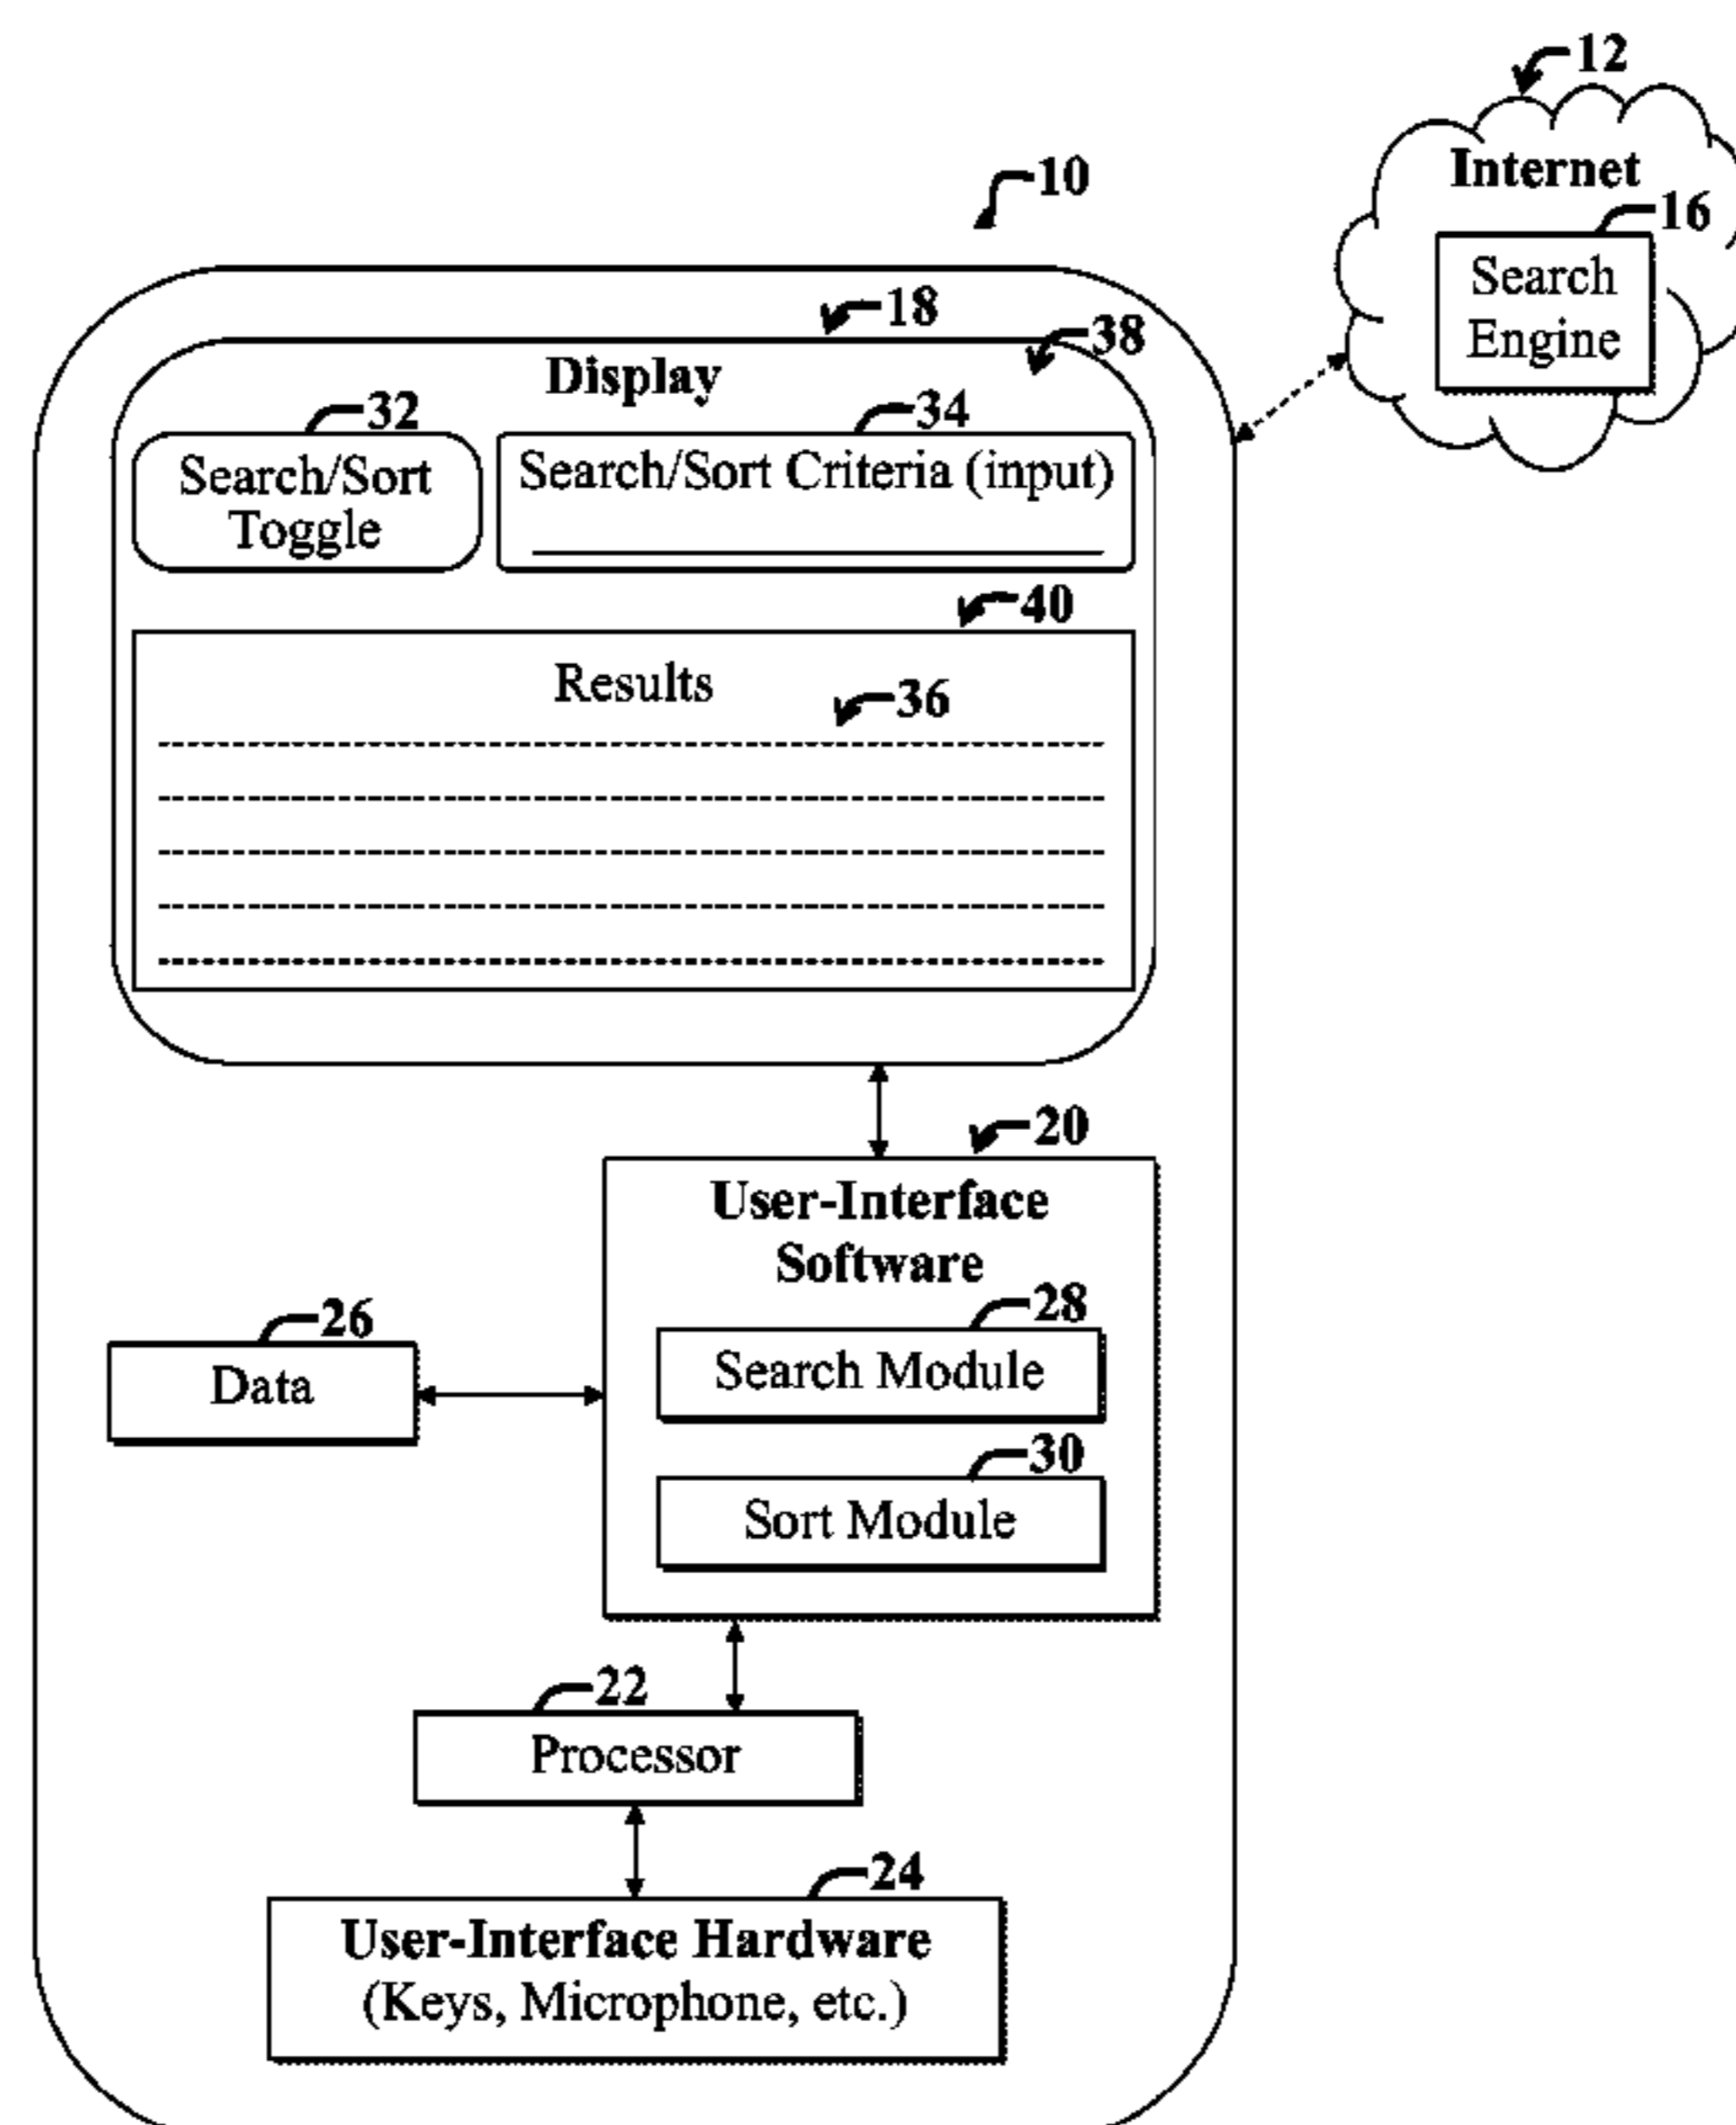 12
Internet
10
16
Search
Engine
18
38
Display
32
34
Search/Sort
Toggle
Search/Sort Criteria (input)
40
Results
36
20
User-Interface
Software
26
28
Data
Search Module
30
Sort Module
22
Processor
24
User-Interface Hardware
(Keys, Microphone, etc.)